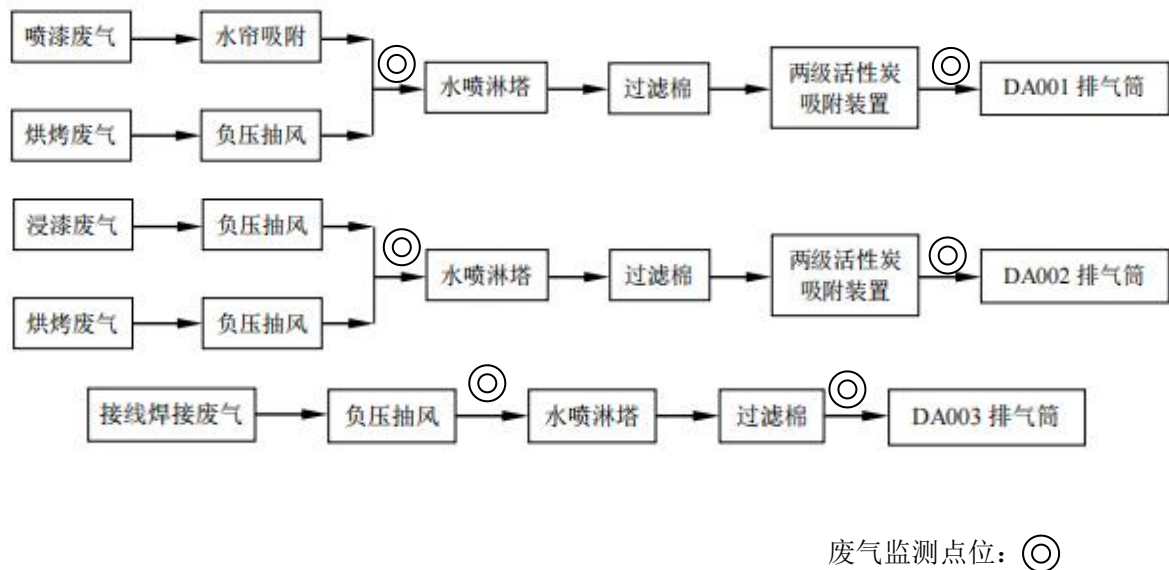 喷漆废气
水帘吸附
烘烤废气
负压抽风
水喷淋塔
过滤棉
两级活性炭
吸附装置
DA001 排气筒
浸漆废气
负压抽风
烘烤废气
负压抽风
水喷淋塔
过滤棉
两级活性炭
吸附装置
DA002 排气筒
接线焊接废气
负压抽风
水喷淋塔
过滤棉
DA003 排气筒
废气监测点位：